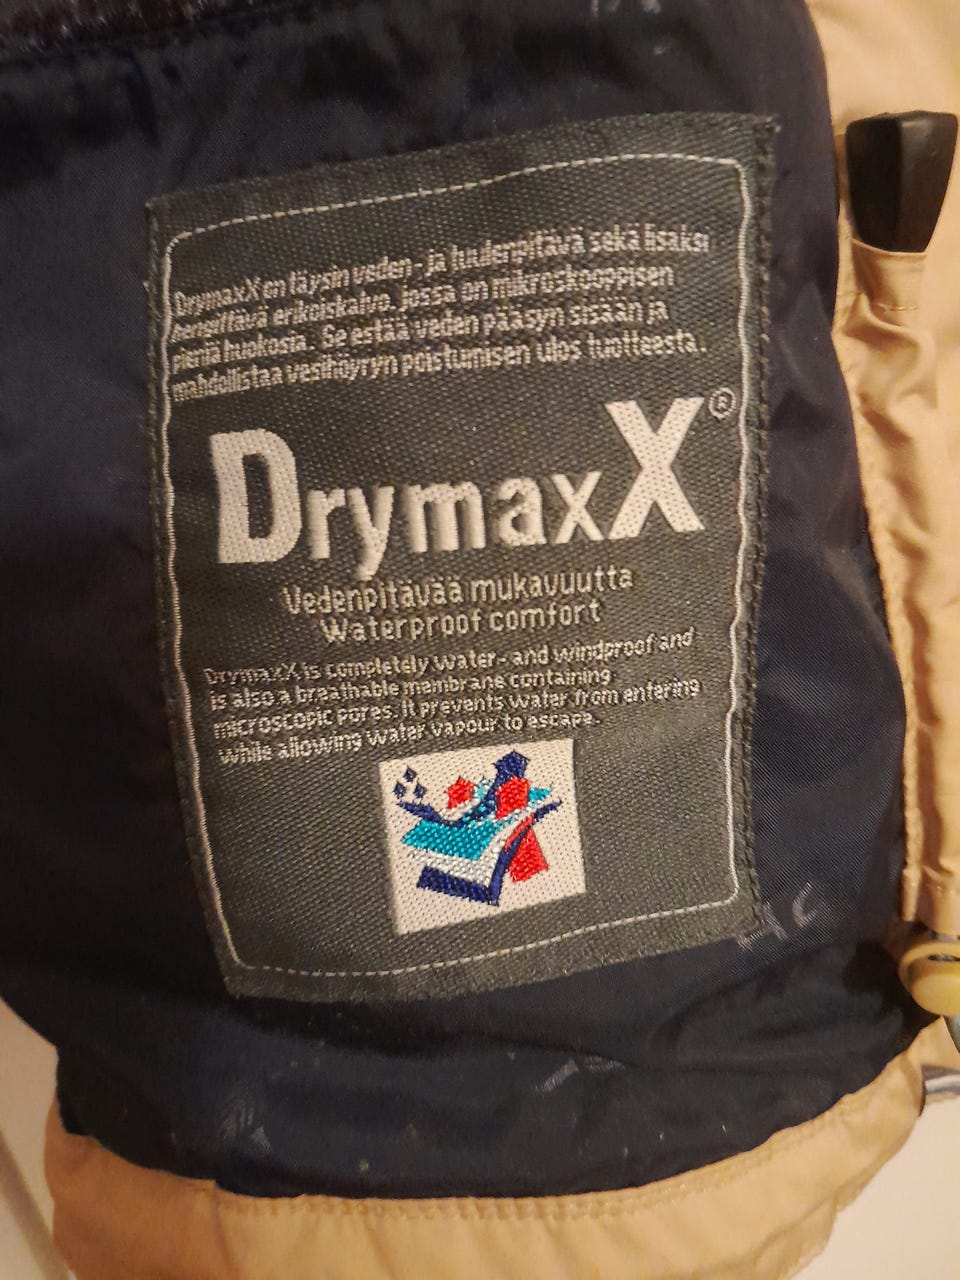 DrymaxX on täysin veden - ja tuulenpitävä sekä lisäksi
hengittävä erikoiskalvo, jossa on mikroskooppisen
pieniä huokosia. Se estää veden pääsyn sisään ja
mahdollistaa vesihöyryn poistumisen ulos tuotteesta.
DrymaxX®
Vedenpitävää mukavuutta
Waterproof comfort
DrymaxX is completely water- and windproof and
is also a breathable membrane containing
microscopic pores. It prevents water from entering
while allowing water vapour to escape.